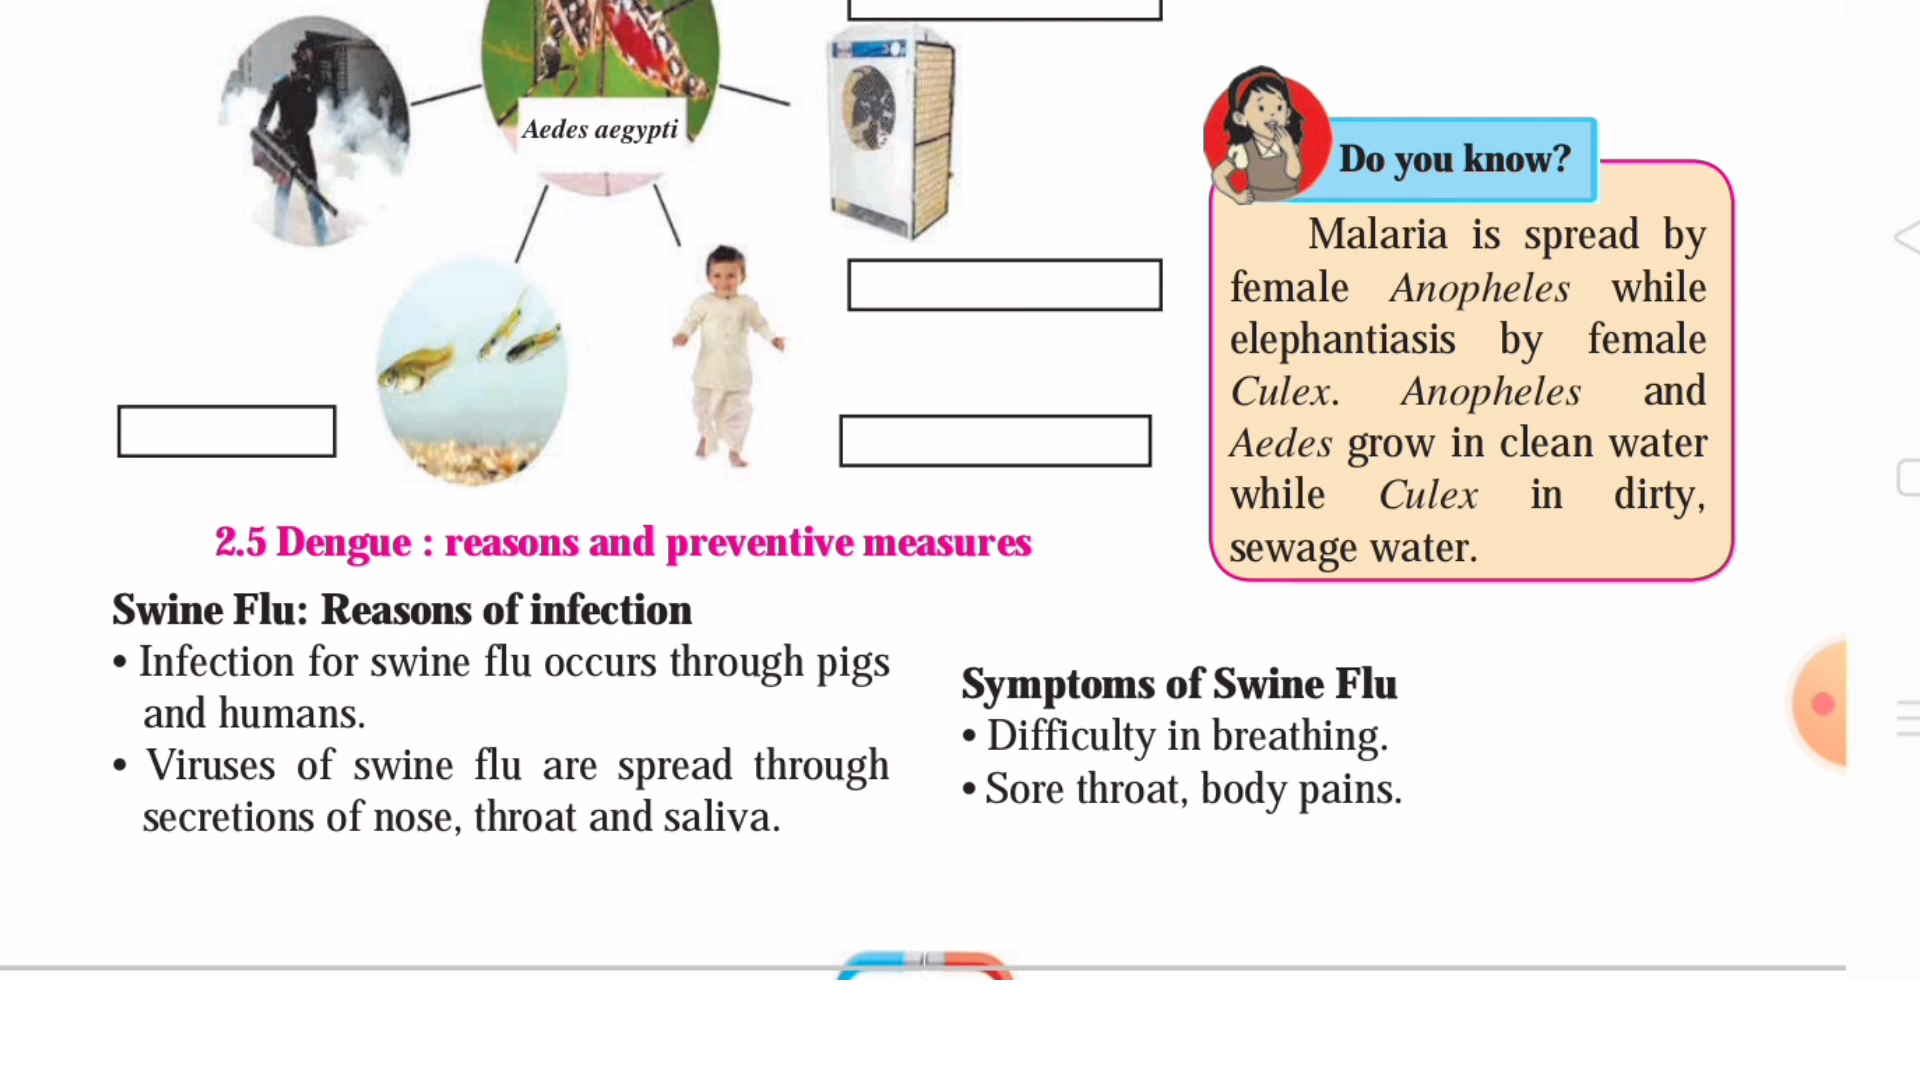 Aedes aegypti
Do you know?
Malaria is spread by
female Anopheles while
elephantiasis by female
Culex. Anopheles and
Aedes grow in clean water
while Culex in dirty,
sewage water.
2.5 Dengue : reasons and preventive measures
Swine Flu: Reasons of infection
• Infection for swine flu occurs through pigs
and humans.
• Viruses of swine flu are spread through
secretions of nose, throat and saliva.
Symptoms of Swine Flu
• Difficulty in breathing.
• Sore throat, body pains.